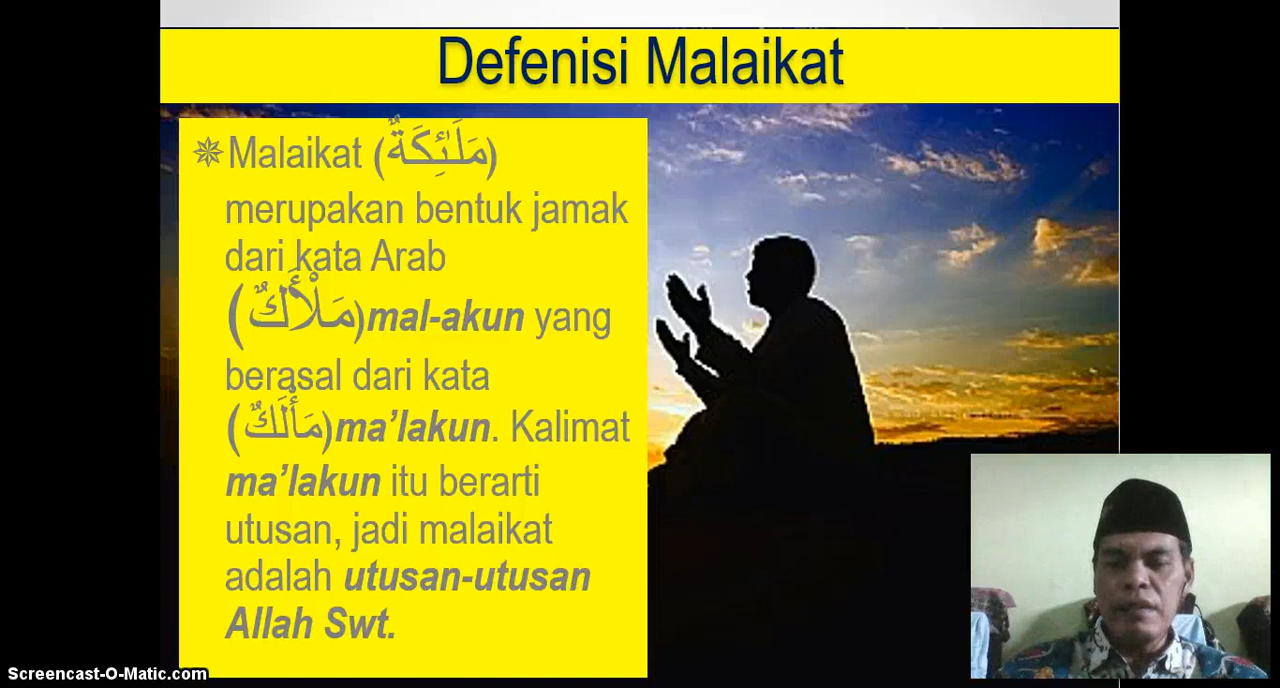 Defenisi Malaikat
Malaikat (مَلَـٰئِكَةٌ)
merupakan bentuk jamak
dari kata Arab
(مَلْأَكٌ)mal-akun yang
berasal dari kata
(مَأْلَكٌ)ma’lakun. Kalimat
ma’lakun itu berarti
utusan, jadi malaikat
adalah utusan-utusan
Allah Swt.
Screencast-O-Matic.com